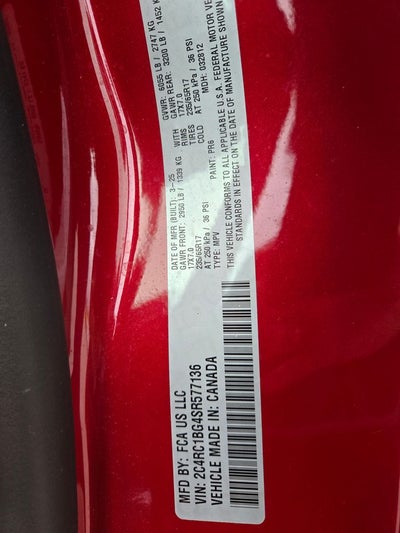 MFD BY: FCA US LLC
VIN: 2C4RC1BG4SR577136
VEHICLE MADE IN: CANADA
DATE OF MFR (BUILT): 3-25
GVWR: 6055 LB / 2747 KG
GAWR FRONT: 2950 LB / 1339 KG
WITH
GAWR REAR: 3200 LB / 1452 KG
17X7.0
RIMS
17X7.0
235/65R17
TIRES
235/65R17
AT 250 kPa / 36 PSI
COLD
AT 250 kPa / 36 PSI
TYPE: MPV
PAINT: PR6
MDH: 032812
THIS VEHICLE CONFORMS TO ALL APPLICABLE U.S.A. FEDERAL MOTOR
STANDARDS IN EFFECT ON THE DATE OF MANUFACTURE SHOWN